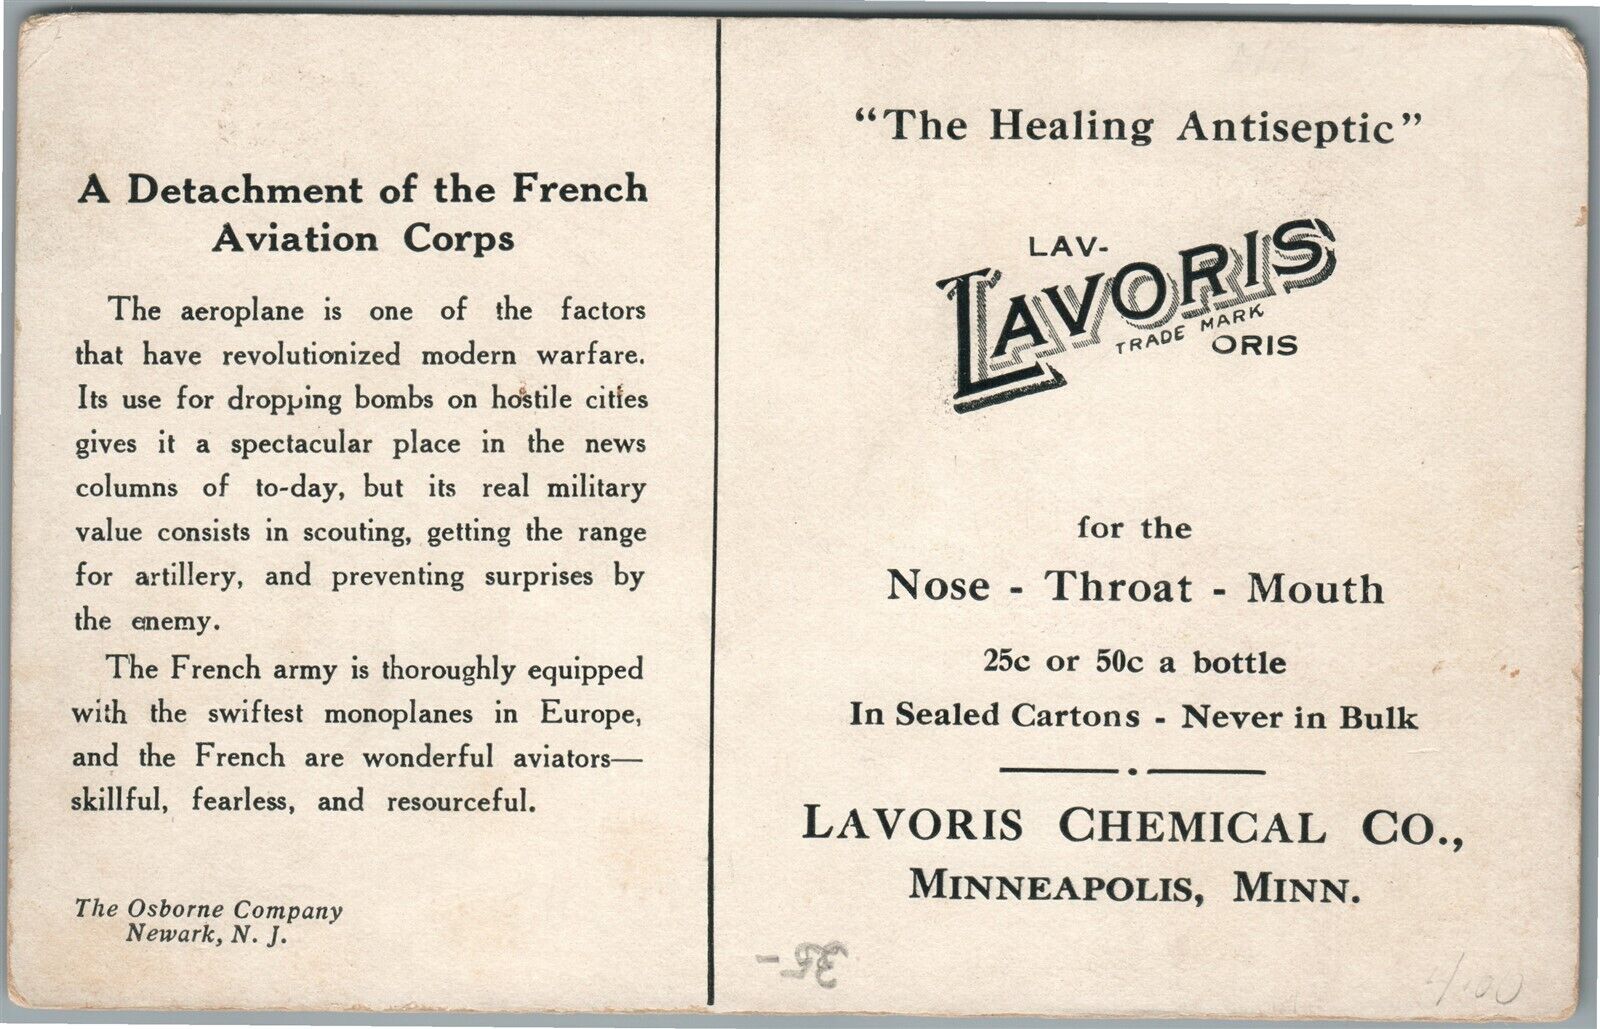 A Detachment of the French
Aviation Corps
The aeroplane is one of the factors
that have revolutionized modern warfare.
Its use for dropping bombs on hostile cities
gives it a spectacular place in the news
columns of to-day, but its real military
value consists in scouting, getting the range
for artillery, and preventing surprises by
the enemy.
The French army is thoroughly equipped
with the swiftest monoplanes in Europe,
and the French are wonderful aviators—
skillful, fearless, and resourceful.
The Osborne Company
Newark, N. J.
"The Healing Antiseptic"
LAV-
LAVORIS
TRADE MARK
ORIS
for the
Nose - Throat - Mouth
25c or 50c a bottle
In Sealed Cartons - Never in Bulk
LAVORIS CHEMICAL CO.,
MINNEAPOLIS, MINN.
35-